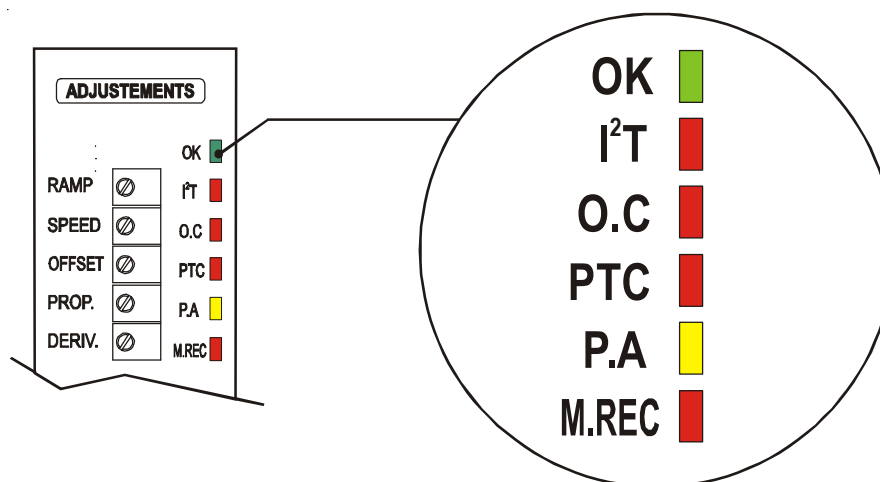 ADJUSTEMENTS
OK
RAMP
I²T
SPEED
O.C
OFFSET
PTC
PROP.
P.A
DERIV.
M.REC
OK
I²T
O.C
PTC
P.A
M.REC